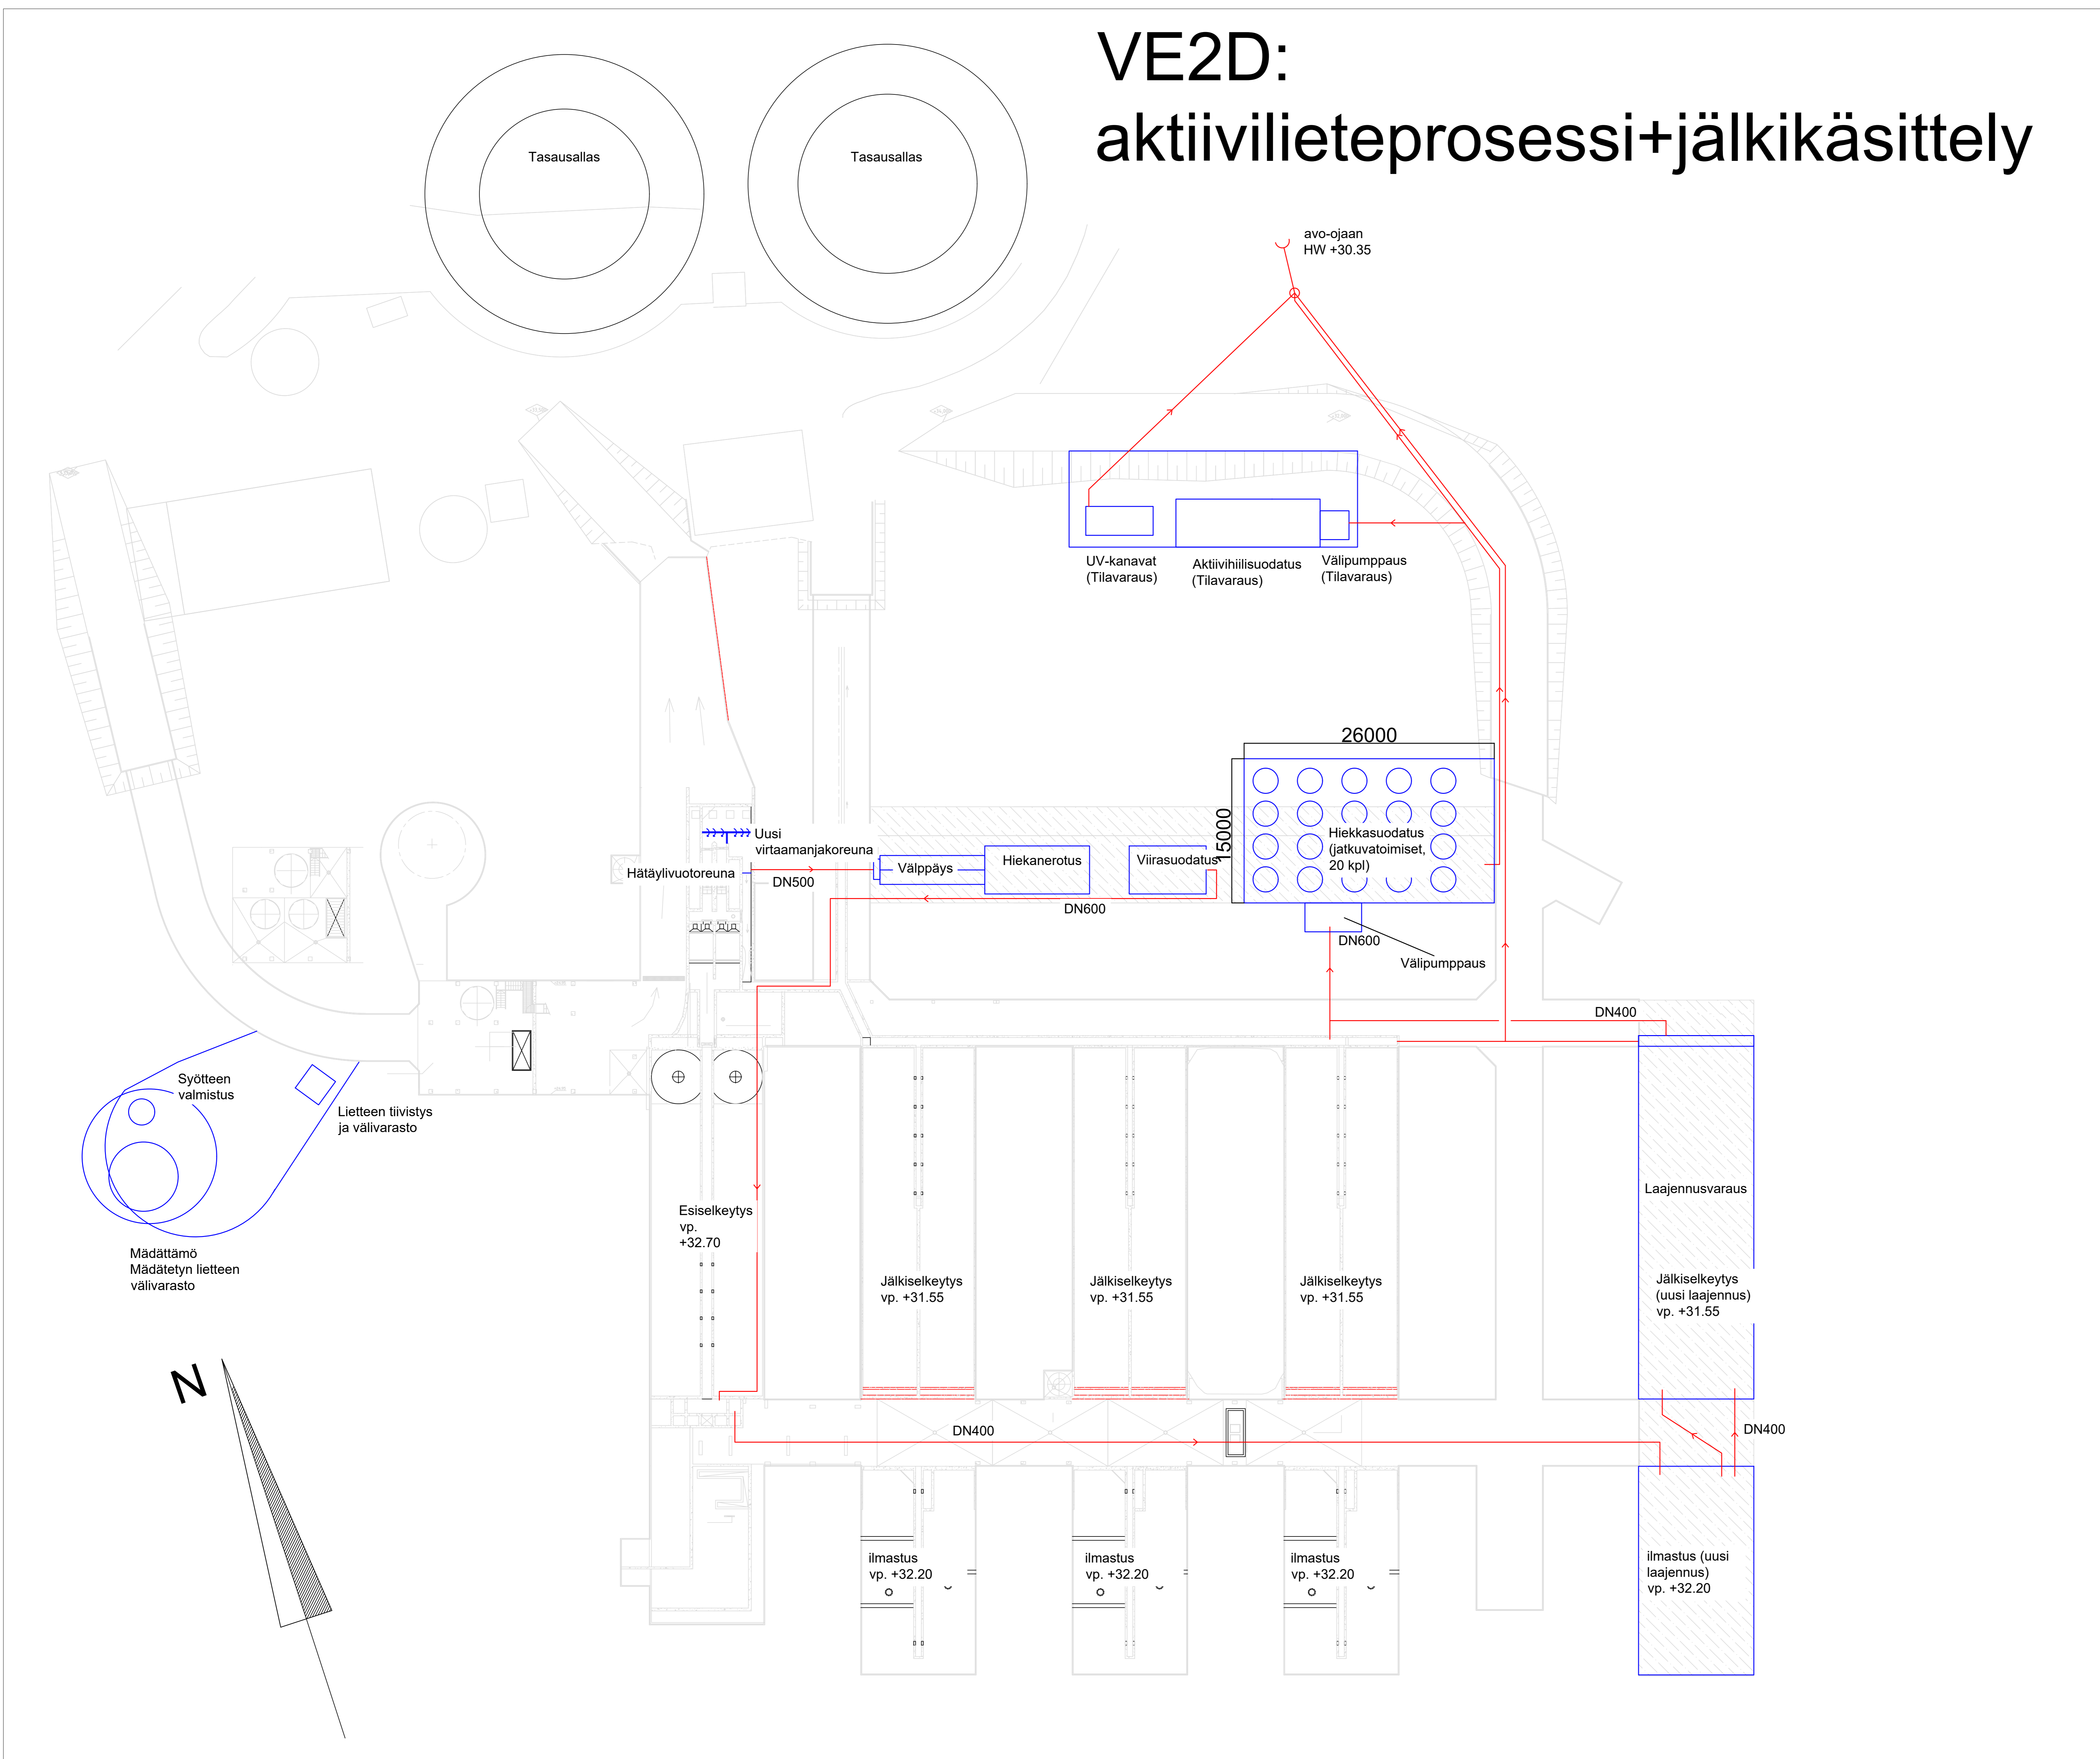 VE2D:
aktiivilieteprosessi+jälkikäsittely
Tasausallas
Tasausallas
avo-ojaan
HW +30.35
UV-kanavat
(Tilavaraus)
Aktiivihiilisuodatus
(Tilavaraus)
Välipumppaus
(Tilavaraus)
26000
15000
Hiekkasuodatus
(jatkuvatoimiset,
20 kpl)
Uusi
virtaamanjakoreuna
Hätäylivuotoreuna
DN500
Välppäys
Hiekanerotus
Viirasuodatus
DN600
DN600
Välipumppaus
DN400
Syötteen
valmistus
Lietteen tiivistys
ja välivarasto
Mädättämö
Mädätetyn lietteen
välivarasto
Esiselkeytys
vp.
+32.70
Jälkiselkeytys
vp. +31.55
Jälkiselkeytys
vp. +31.55
Jälkiselkeytys
vp. +31.55
Laajennusvaraus
Jälkiselkeytys
(uusi laajennus)
vp. +31.55
N
DN400
DN400
ilmastus
vp. +32.20
ilmastus
vp. +32.20
ilmastus
vp. +32.20
ilmastus (uusi
laajennus)
vp. +32.20